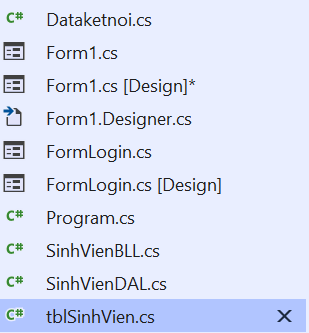 C# Dataketnoi.cs
Form1.cs
Form1.cs [Design]*
Form1.Designer.cs
FormLogin.cs
FormLogin.cs [Design]
C# Program.cs
C# SinhVienBLL.cs
C# SinhVienDAL.cs
C# tblSinhVien.cs